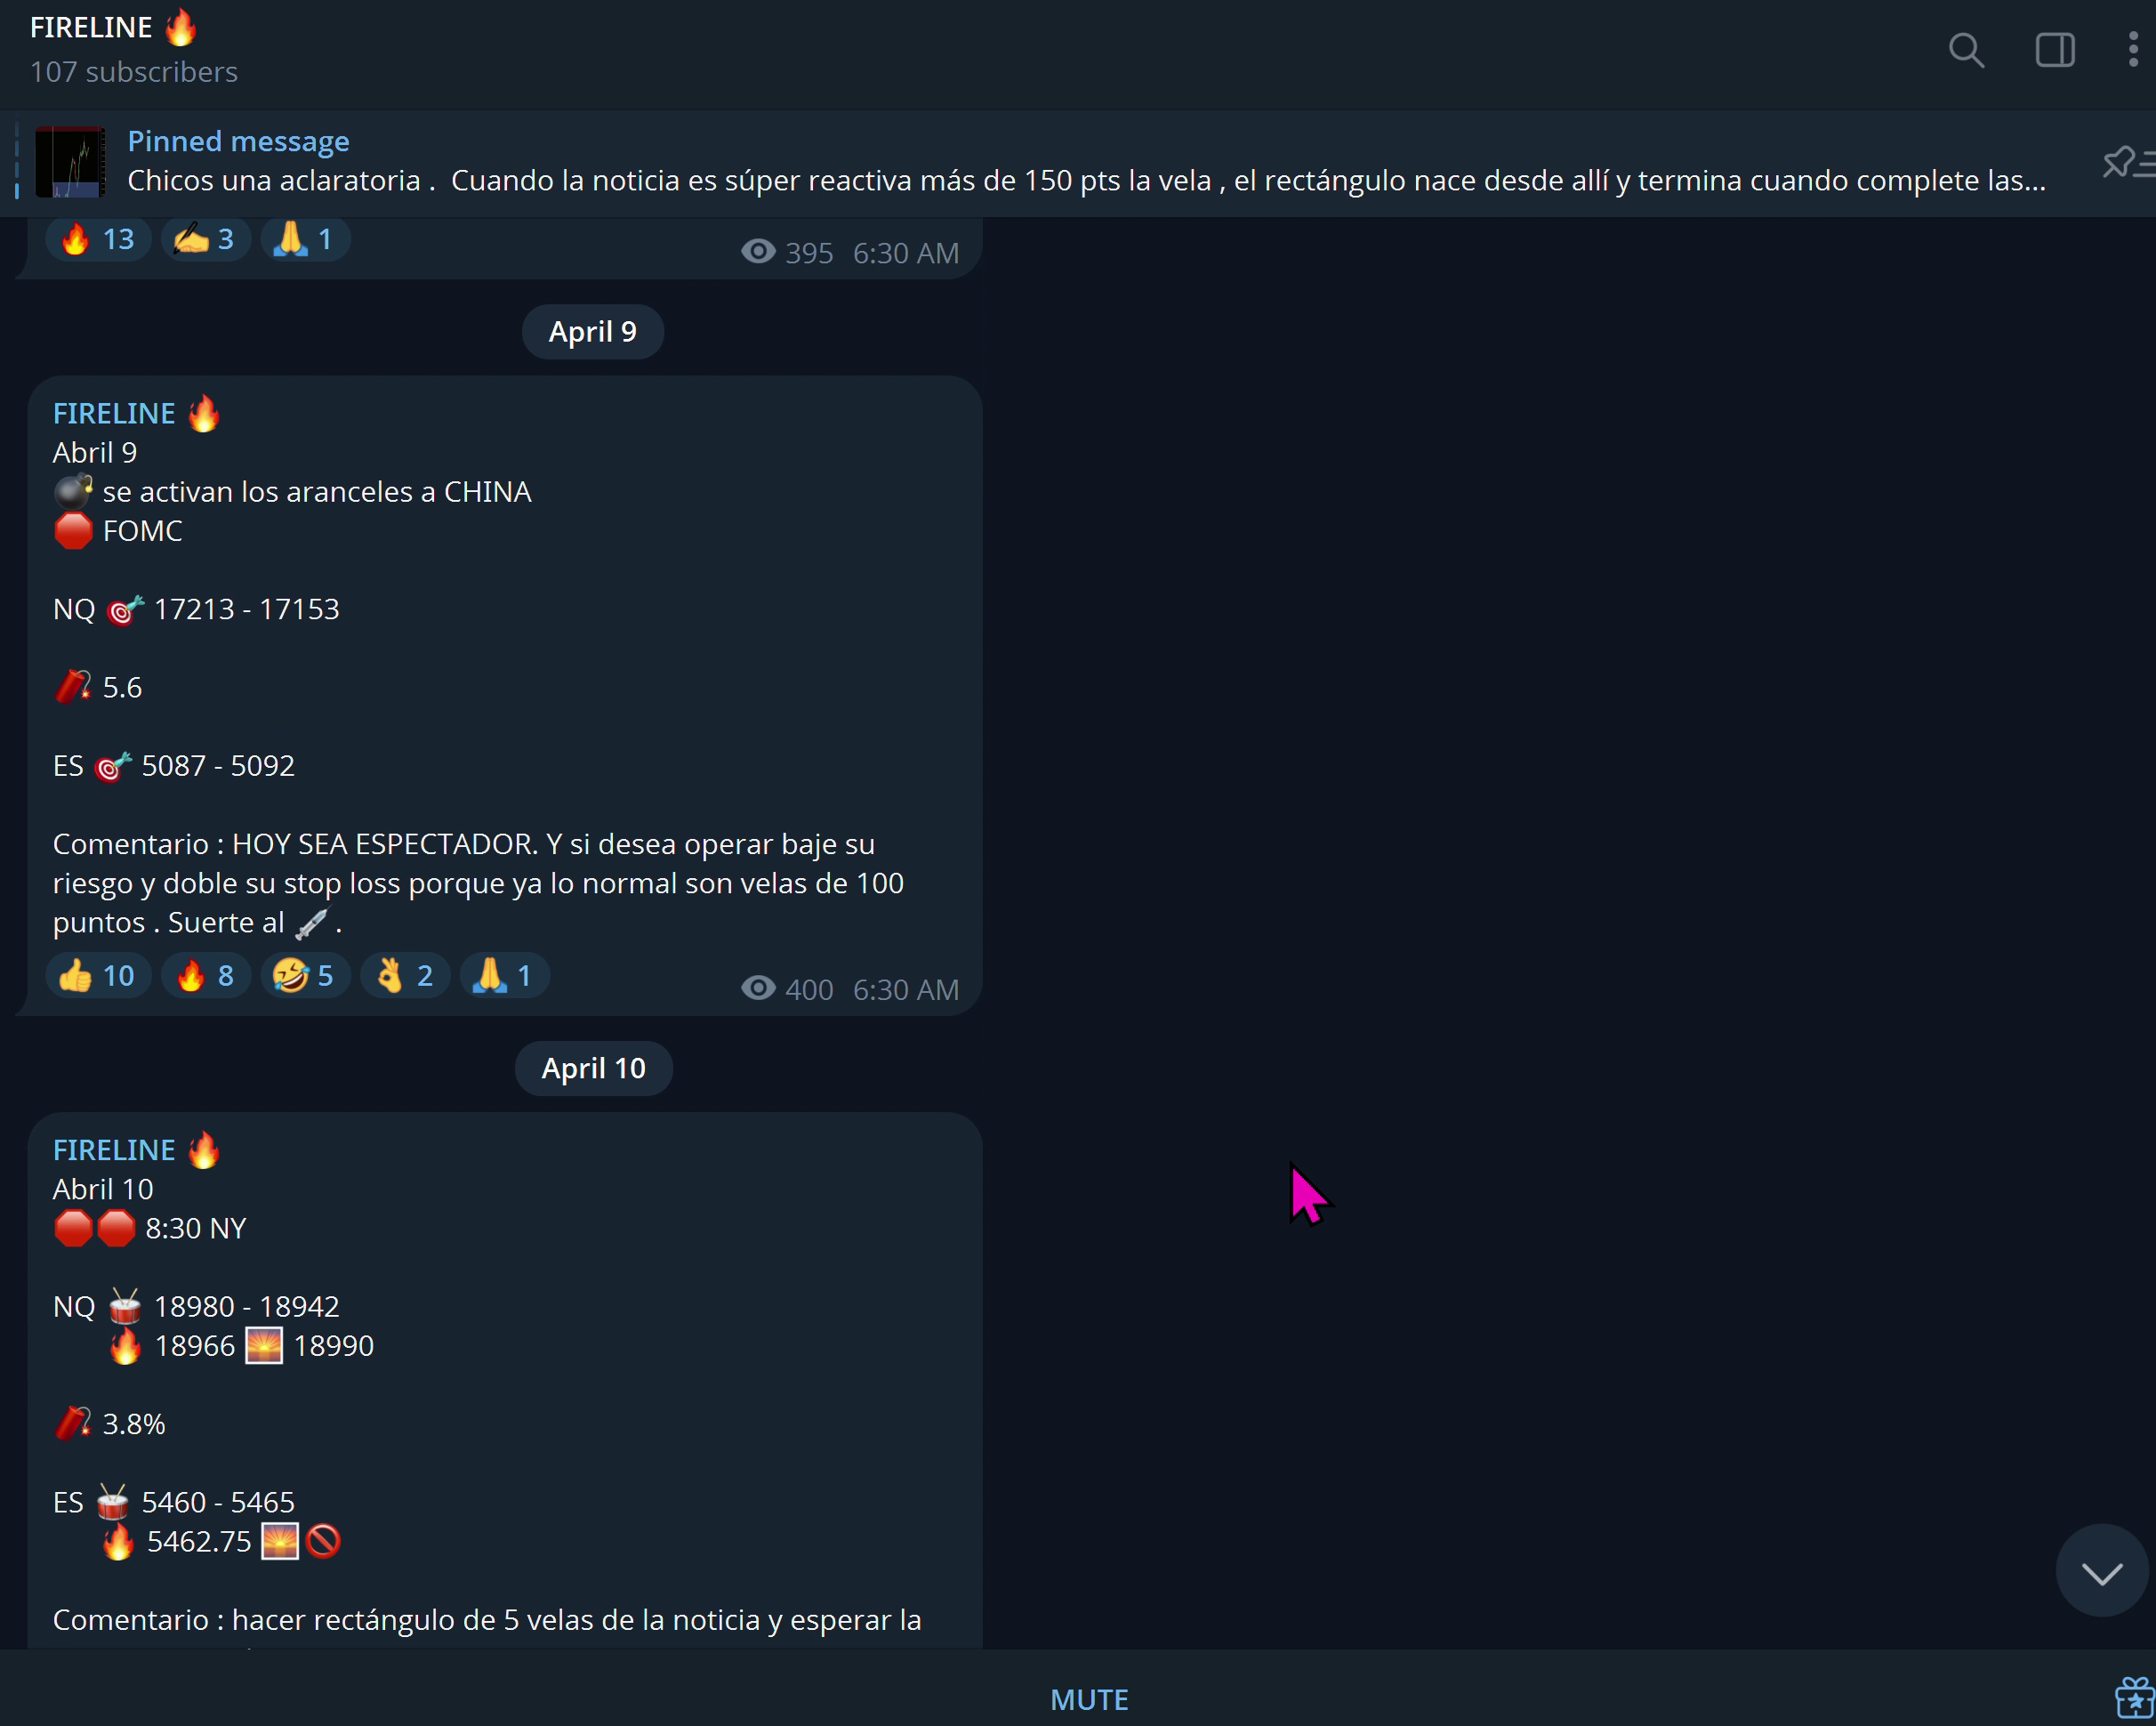 FIRELINE 🔥
107 subscribers
Pinned message
Chicos una aclaratoria . Cuando la noticia es súper reactiva más de 150 pts la vela , el rectángulo nace desde allí y termina cuando complete las...
🔥 13 ✍️ 3 🙏 1 395 6:30 AM
April 9
FIRELINE 🔥
Abril 9
💣 se activan los aranceles a CHINA
🛑 FOMC
NQ 🎯 17213 - 17153
🧨 5.6
ES 🎯 5087 - 5092
Comentario : HOY SEA ESPECTADOR. Y si desea operar baje su
riesgo y doble su stop loss porque ya lo normal son velas de 100
puntos . Suerte al 💉 .
👍 10 🔥 8 🤣 5 👌 2 🙏 1 400 6:30 AM
April 10
FIRELINE 🔥
Abril 10
🛑🛑 8:30 NY
NQ 🥁 18980 - 18942
🔥 18966 🌅 18990
🧨 3.8%
ES 🥁 5460 - 5465
🔥 5462.75 🌅🚫
Comentario : hacer rectángulo de 5 velas de la noticia y esperar la
MUTE